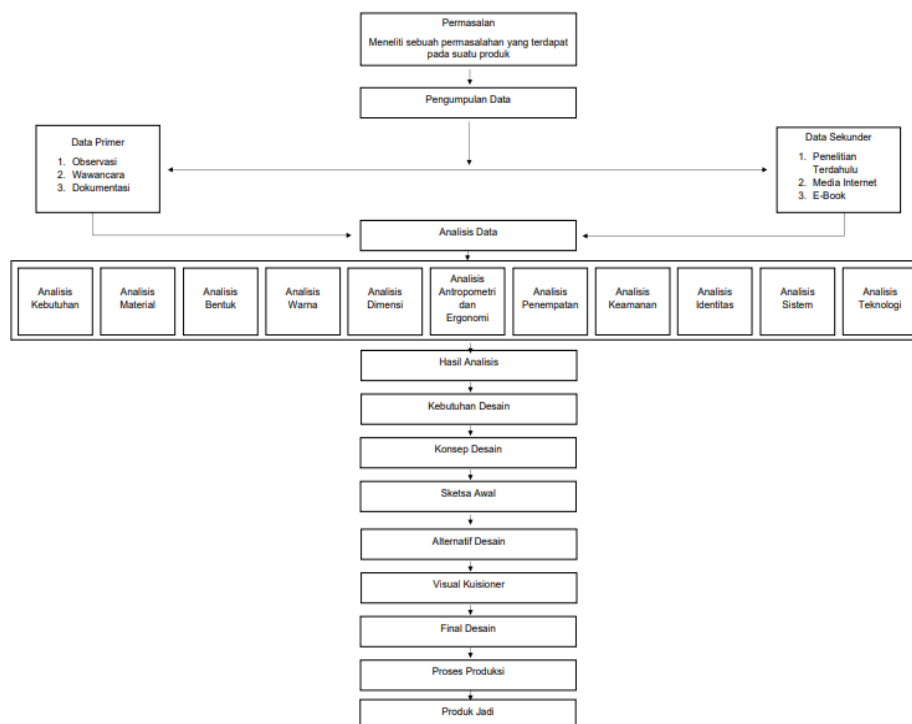 Permasalan
Meneliti sebuah permasalahan yang terdapat
pada suatu produk
Pengumpulan Data
Data Primer
1. Observasi
2. Wawancara
3. Dokumentasi
Data Sekunder
1. Penelitian
Terdahulu
2. Media Internet
3. E-Book
Analisis Data
Analisis
Kebutuhan
Analisis
Material
Analisis
Bentuk
Analisis
Warna
Analisis
Dimensi
Analisis
Antropometri
dan
Ergonomi
Analisis
Penempatan
Analisis
Keamanan
Analisis
Identitas
Analisis
Sistem
Analisis
Teknologi
Hasil Analisis
Kebutuhan Desain
Konsep Desain
Sketsa Awal
Alternatif Desain
Visual Kuisioner
Final Desain
Proses Produksi
Produk Jadi